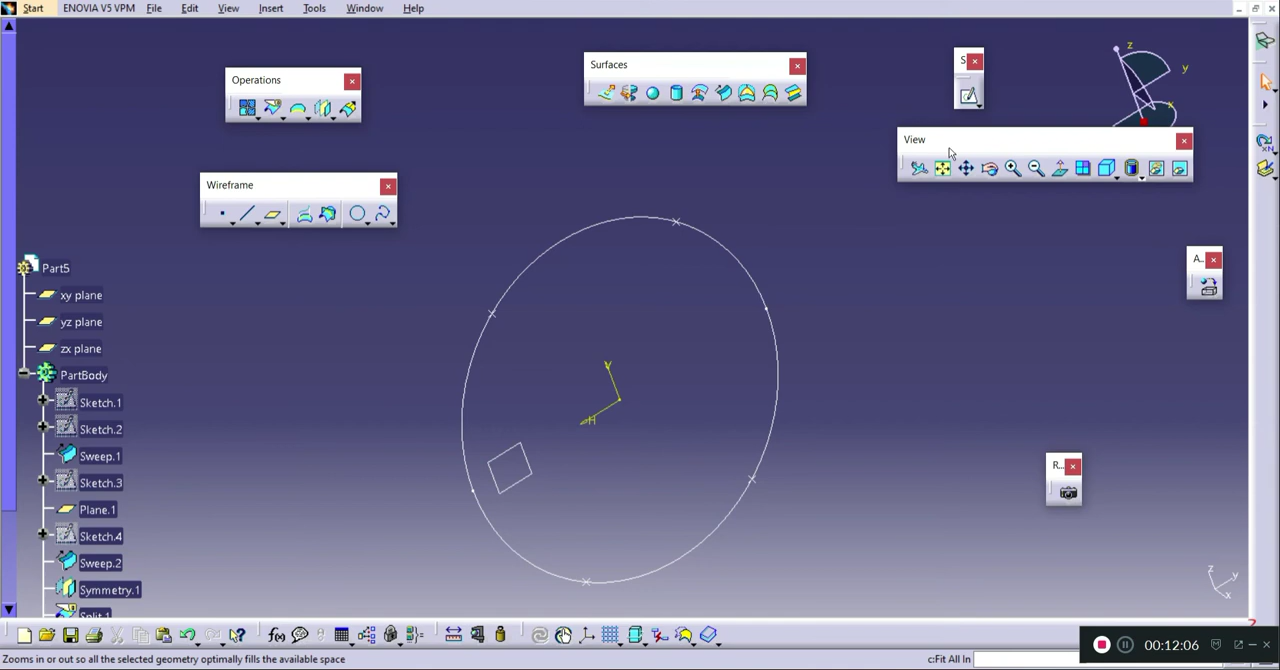 Start ENOVIA V5 VPM File Edit View Insert Tools Window Help
Operations
Surfaces
S
z
y
x
View
Wireframe
A...
Part5
xy plane
yz plane
zx plane
PartBody
Sketch.1
Sketch.2
Sweep.1
Sketch.3
Plane.1
Sketch.4
Sweep.2
Symmetry.1
Split.1
V
H
R...
z
y
x
00:12:06
Zooms in or out so all the selected geometry optimally fills the available space
c:Fit All In